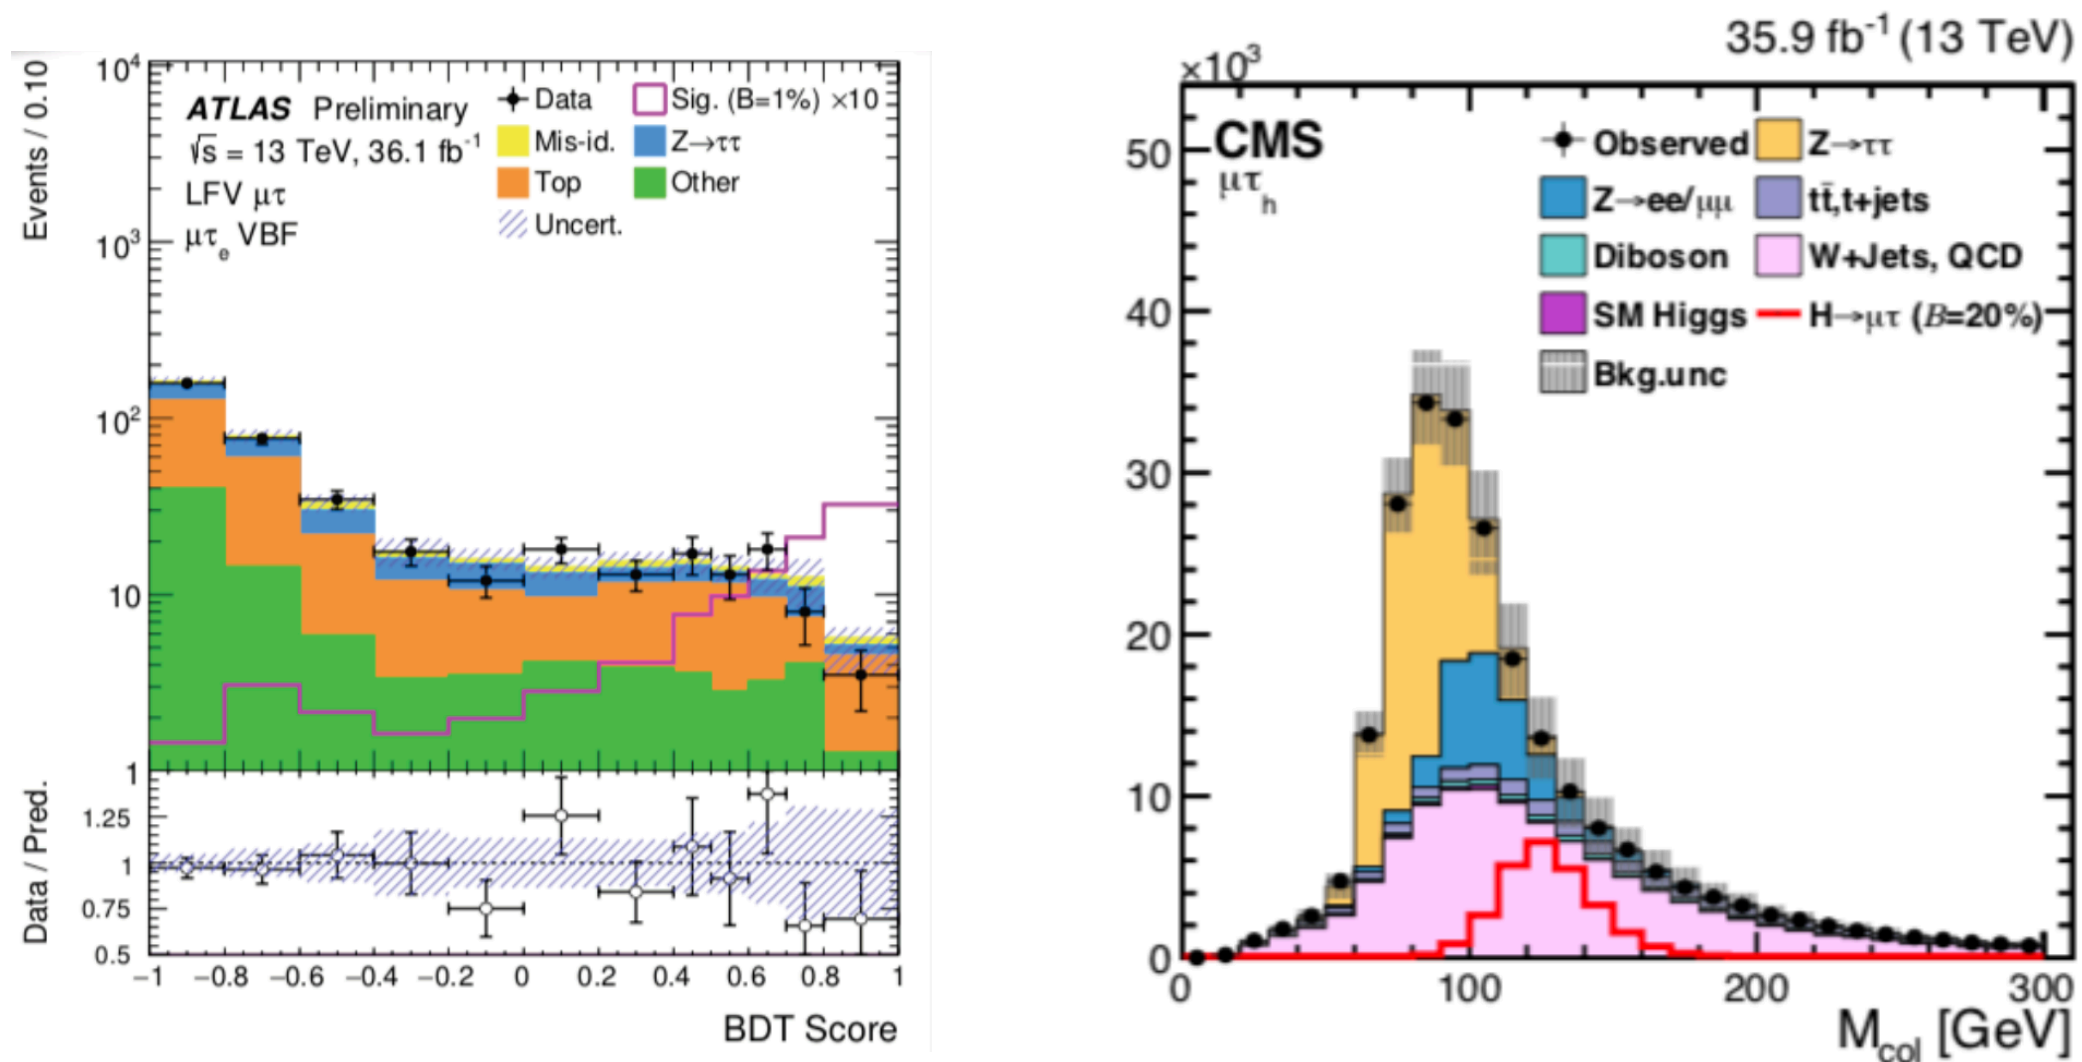 10⁴
Events / 0.10
ATLAS Preliminary
√s = 13 TeV, 36.1 fb⁻¹
LFV μτ
μτₑ VBF
Data
Sig. (B=1%) ×10
Mis-id.
Z→ττ
Top
Other
Uncert.
10³
10²
10
1
Data / Pred.
1.25
1
0.75
0.5
−1 −0.8 −0.6 −0.4 −0.2 0 0.2 0.4 0.6 0.8 1
BDT Score
35.9 fb⁻¹ (13 TeV)
×10³
CMS
μτ_h
Observed
Z→ττ
Z→ee/μμ
tt̄,t+jets
Diboson
W+Jets, QCD
SM Higgs
H→μτ (B=20%)
Bkg.unc
50
40
30
20
10
0
0 100 200 300
M_col [GeV]